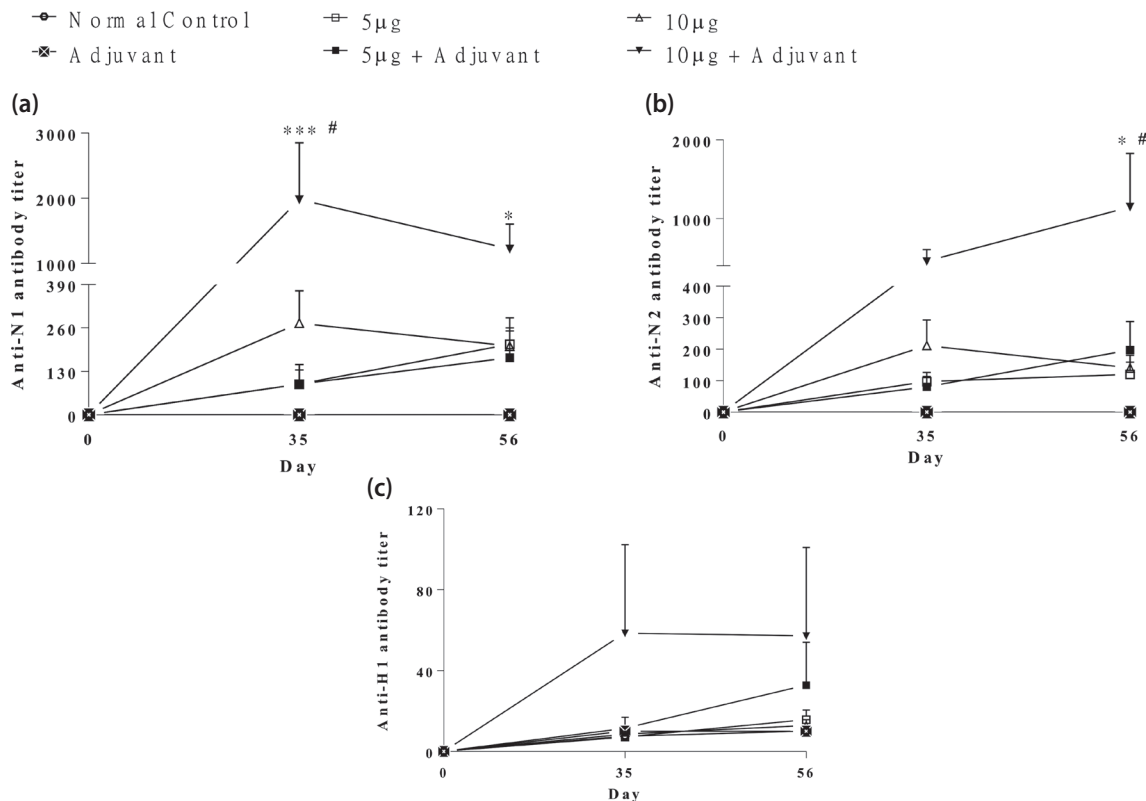 Normal Control 5µg 10µg
Adjuvant 5µg + Adjuvant 10µg + Adjuvant
(a)
Anti-N1 antibody titer
3000
2000
1000
390
260
130
0
*** #
*
0 35 56
Day
(b)
Anti-N2 antibody titer
2000
1000
400
300
200
100
0
* #
0 35 56
Day
(c)
Anti-H1 antibody titer
120
80
40
0
0 35 56
Day